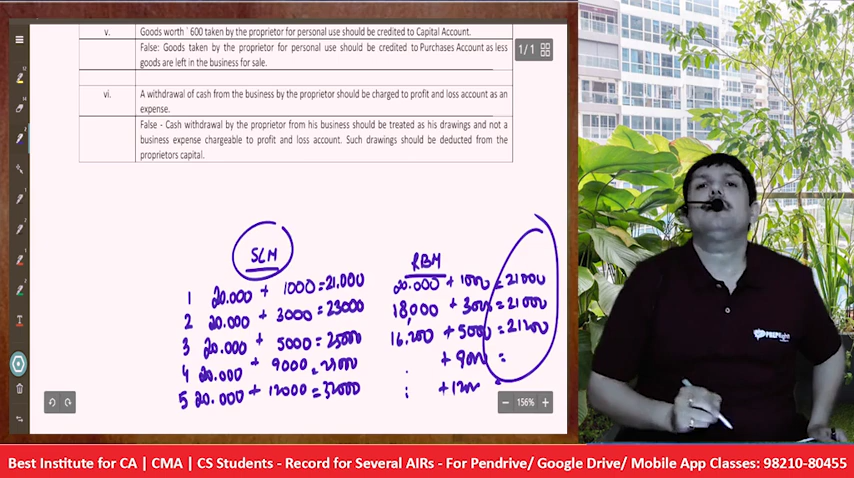 v. Goods worth ` 600 taken by the proprietor for personal use should be credited to Capital Account.
False: Goods taken by the proprietor for personal use should be credited to Purchases Account as less
goods are left in the business for sale.
1/1
vi. A withdrawal of cash from the business by the proprietor should be charged to profit and loss account as an
expense.
False - Cash withdrawal by the proprietor from his business should be treated as his drawings and not a
business expense chargeable to profit and loss account. Such drawings should be deducted from the
proprietors capital.
SLM
1 20.000 + 1000 = 21,000
2 20.000 + 3000 = 23000
3 20.000 + 5000 = 25000
4 20.000 + 9000 =
5 20.000 + 12000 = 32000
RBM
20.000 + 1000 = 21000
18,000 + 3000 = 21000
16,200 + 5000 = 21200
+ 9000 =
156%
PREPRight
Best Institute for CA | CMA | CS Students - Record for Several AIRs - For Pendrive/ Google Drive/ Mobile App Classes: 98210-80455